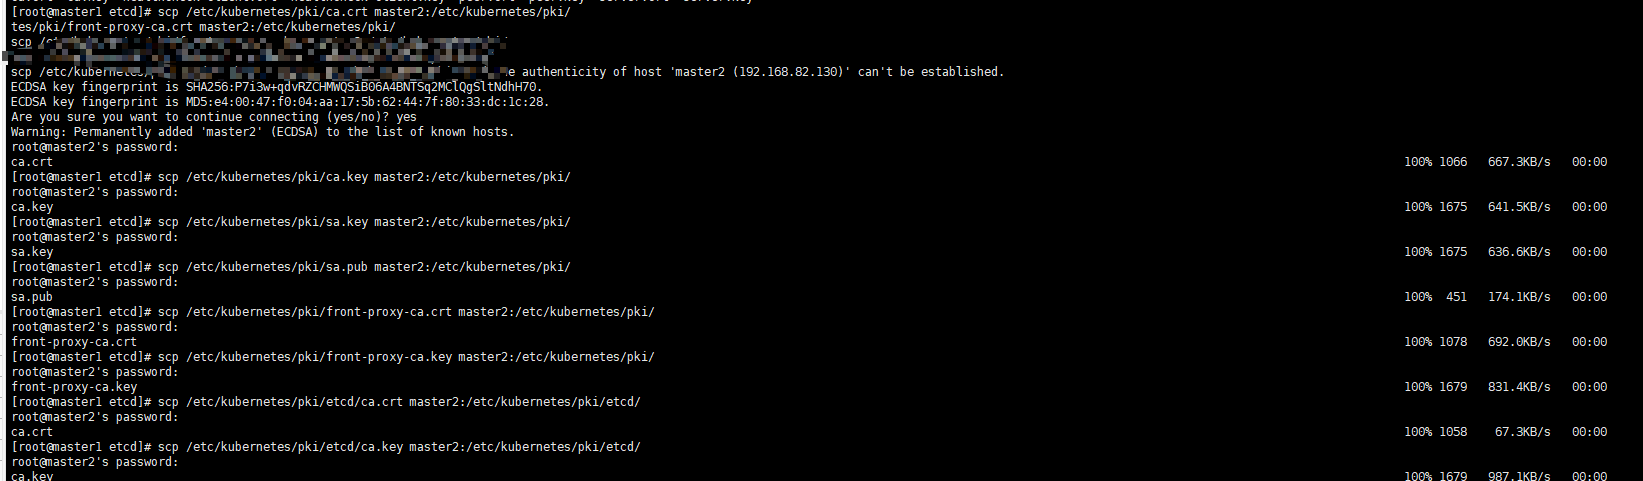 [root@master1 etcd]# scp /etc/kubernetes/pki/ca.crt master2:/etc/kubernetes/pki/
tes/pki/front-proxy-ca.crt master2:/etc/kubernetes/pki/
scp
scp /etc/kubernetes/ e authenticity of host 'master2 (192.168.82.130)' can't be established.
ECDSA key fingerprint is SHA256:P7i3w+qdvRZCHMWQSiB06A4BNTSq2MClQgSltNdhH70.
ECDSA key fingerprint is MD5:e4:00:47:f0:04:aa:17:5b:62:44:7f:80:33:dc:1c:28.
Are you sure you want to continue connecting (yes/no)? yes
Warning: Permanently added 'master2' (ECDSA) to the list of known hosts.
root@master2's password:
ca.crt 100% 1066 667.3KB/s 00:00
[root@master1 etcd]# scp /etc/kubernetes/pki/ca.key master2:/etc/kubernetes/pki/
root@master2's password:
ca.key 100% 1675 641.5KB/s 00:00
[root@master1 etcd]# scp /etc/kubernetes/pki/sa.key master2:/etc/kubernetes/pki/
root@master2's password:
sa.key 100% 1675 636.6KB/s 00:00
[root@master1 etcd]# scp /etc/kubernetes/pki/sa.pub master2:/etc/kubernetes/pki/
root@master2's password:
sa.pub 100% 451 174.1KB/s 00:00
[root@master1 etcd]# scp /etc/kubernetes/pki/front-proxy-ca.crt master2:/etc/kubernetes/pki/
root@master2's password:
front-proxy-ca.crt 100% 1078 692.0KB/s 00:00
[root@master1 etcd]# scp /etc/kubernetes/pki/front-proxy-ca.key master2:/etc/kubernetes/pki/
root@master2's password:
front-proxy-ca.key 100% 1679 831.4KB/s 00:00
[root@master1 etcd]# scp /etc/kubernetes/pki/etcd/ca.crt master2:/etc/kubernetes/pki/etcd/
root@master2's password:
ca.crt 100% 1058 67.3KB/s 00:00
[root@master1 etcd]# scp /etc/kubernetes/pki/etcd/ca.key master2:/etc/kubernetes/pki/etcd/
root@master2's password:
ca.key 100% 1679 987.1KB/s 00:00